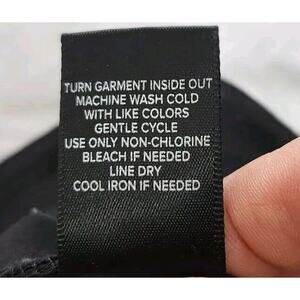 TURN GARMENT INSIDE OUT
MACHINE WASH COLD
WITH LIKE COLORS
GENTLE CYCLE
USE ONLY NON-CHLORINE
BLEACH IF NEEDED
LINE DRY
COOL IRON IF NEEDED